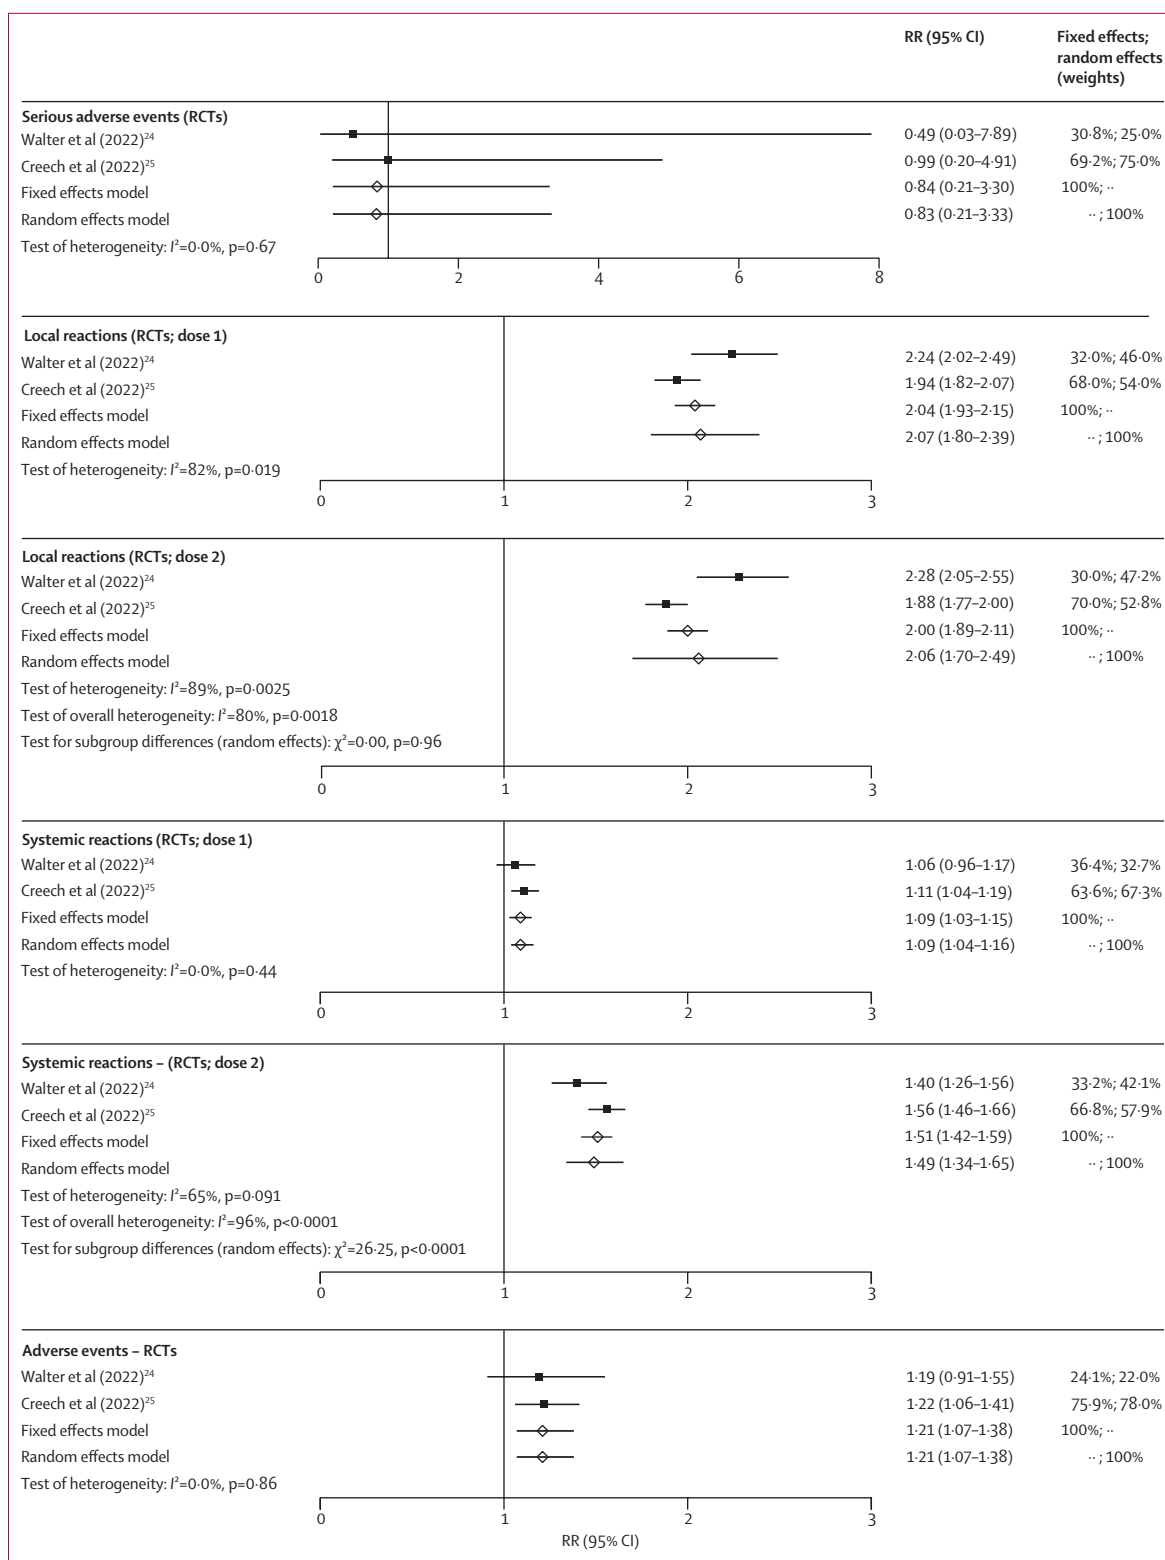 RR (95% CI) Fixed effects;
random effects
(weights)
Serious adverse events (RCTs)
Walter et al (2022)²⁴ 0·49 (0·03–7·89) 30·8%; 25·0%
Creech et al (2022)²⁵ 0·99 (0·20–4·91) 69·2%; 75·0%
Fixed effects model 0·84 (0·21–3·30) 100%; ··
Random effects model 0·83 (0·21–3·33) ·· ; 100%
Test of heterogeneity: I²=0·0%, p=0·67
0 2 4 6 8
Local reactions (RCTs; dose 1)
Walter et al (2022)²⁴ 2·24 (2·02–2·49) 32·0%; 46·0%
Creech et al (2022)²⁵ 1·94 (1·82–2·07) 68·0%; 54·0%
Fixed effects model 2·04 (1·93–2·15) 100%; ··
Random effects model 2·07 (1·80–2·39) ·· ; 100%
Test of heterogeneity: I²=82%, p=0·019
0 1 2 3
Local reactions (RCTs; dose 2)
Walter et al (2022)²⁴ 2·28 (2·05–2·55) 30·0%; 47·2%
Creech et al (2022)²⁵ 1·88 (1·77–2·00) 70·0%; 52·8%
Fixed effects model 2·00 (1·89–2·11) 100%; ··
Random effects model 2·06 (1·70–2·49) ·· ; 100%
Test of heterogeneity: I²=89%, p=0·0025
Test of overall heterogeneity: I²=80%, p=0·0018
Test for subgroup differences (random effects): χ²=0·00, p=0·96
0 1 2 3
Systemic reactions (RCTs; dose 1)
Walter et al (2022)²⁴ 1·06 (0·96–1·17) 36·4%; 32·7%
Creech et al (2022)²⁵ 1·11 (1·04–1·19) 63·6%; 67·3%
Fixed effects model 1·09 (1·03–1·15) 100%; ··
Random effects model 1·09 (1·04–1·16) ·· ; 100%
Test of heterogeneity: I²=0·0%, p=0·44
0 1 2 3
Systemic reactions – (RCTs; dose 2)
Walter et al (2022)²⁴ 1·40 (1·26–1·56) 33·2%; 42·1%
Creech et al (2022)²⁵ 1·56 (1·46–1·66) 66·8%; 57·9%
Fixed effects model 1·51 (1·42–1·59) 100%; ··
Random effects model 1·49 (1·34–1·65) ·· ; 100%
Test of heterogeneity: I²=65%, p=0·091
Test of overall heterogeneity: I²=96%, p<0·0001
Test for subgroup differences (random effects): χ²=26·25, p<0·0001
0 1 2 3
Adverse events – RCTs
Walter et al (2022)²⁴ 1·19 (0·91–1·55) 24·1%; 22·0%
Creech et al (2022)²⁵ 1·22 (1·06–1·41) 75·9%; 78·0%
Fixed effects model 1·21 (1·07–1·38) 100%; ··
Random effects model 1·21 (1·07–1·38) ·· ; 100%
Test of heterogeneity: I²=0·0%, p=0·86
0 1 2 3
RR (95% CI)